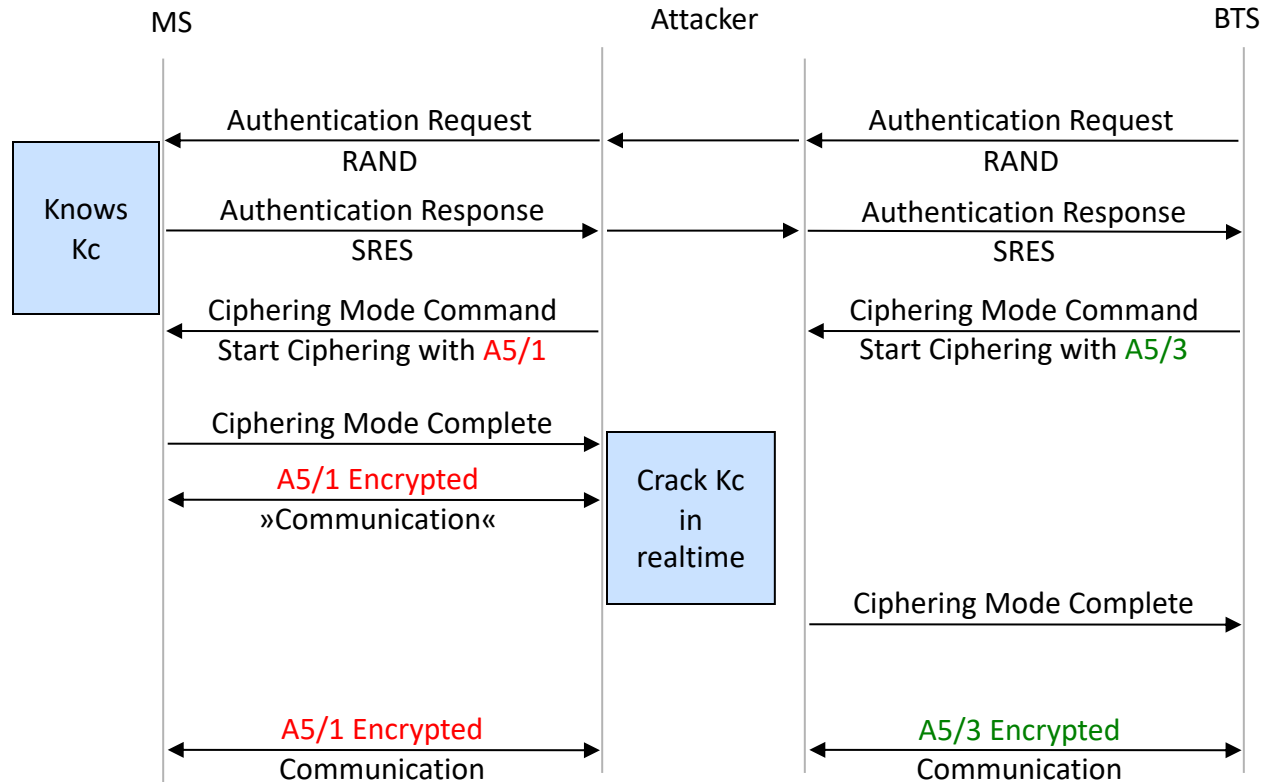 MS
Attacker
BTS
Authentication Request
RAND
Authentication Request
RAND
Knows
Kc
Authentication Response
SRES
Authentication Response
SRES
Ciphering Mode Command
Start Ciphering with A5/1
Ciphering Mode Command
Start Ciphering with A5/3
Ciphering Mode Complete
A5/1 Encrypted
»Communication«
Crack Kc
in
realtime
Ciphering Mode Complete
A5/1 Encrypted
Communication
A5/3 Encrypted
Communication